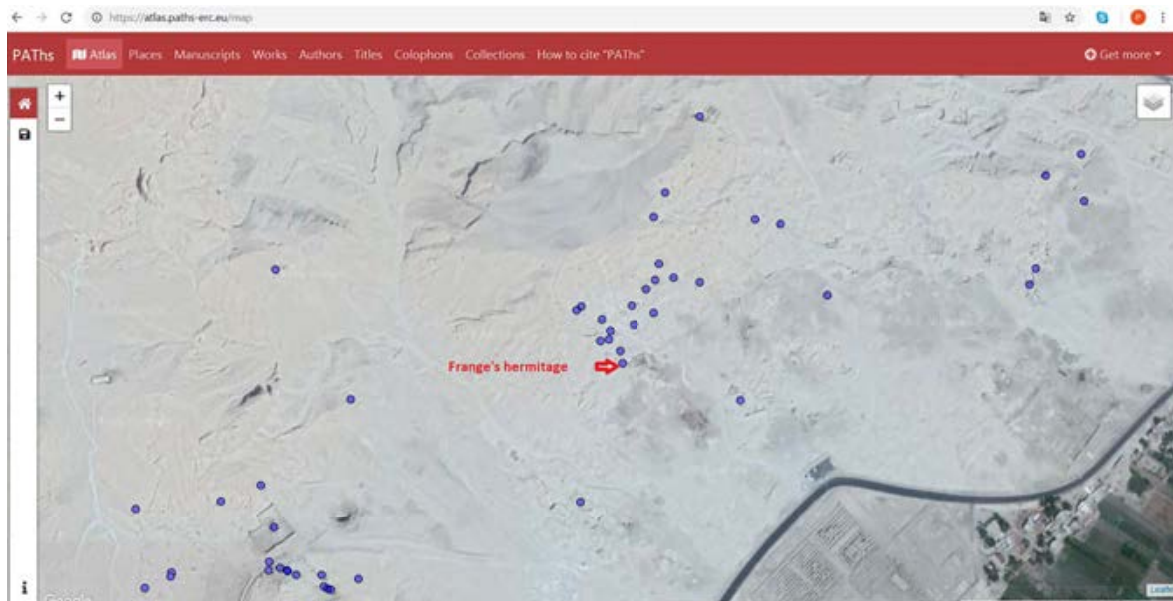 https://atlas.paths-erc.eu/map
PAThs Atlas Places Manuscripts Works Authors Titles Colophons Collections How to cite "PAThs" Get more
+
−
Frange's hermitage
Google